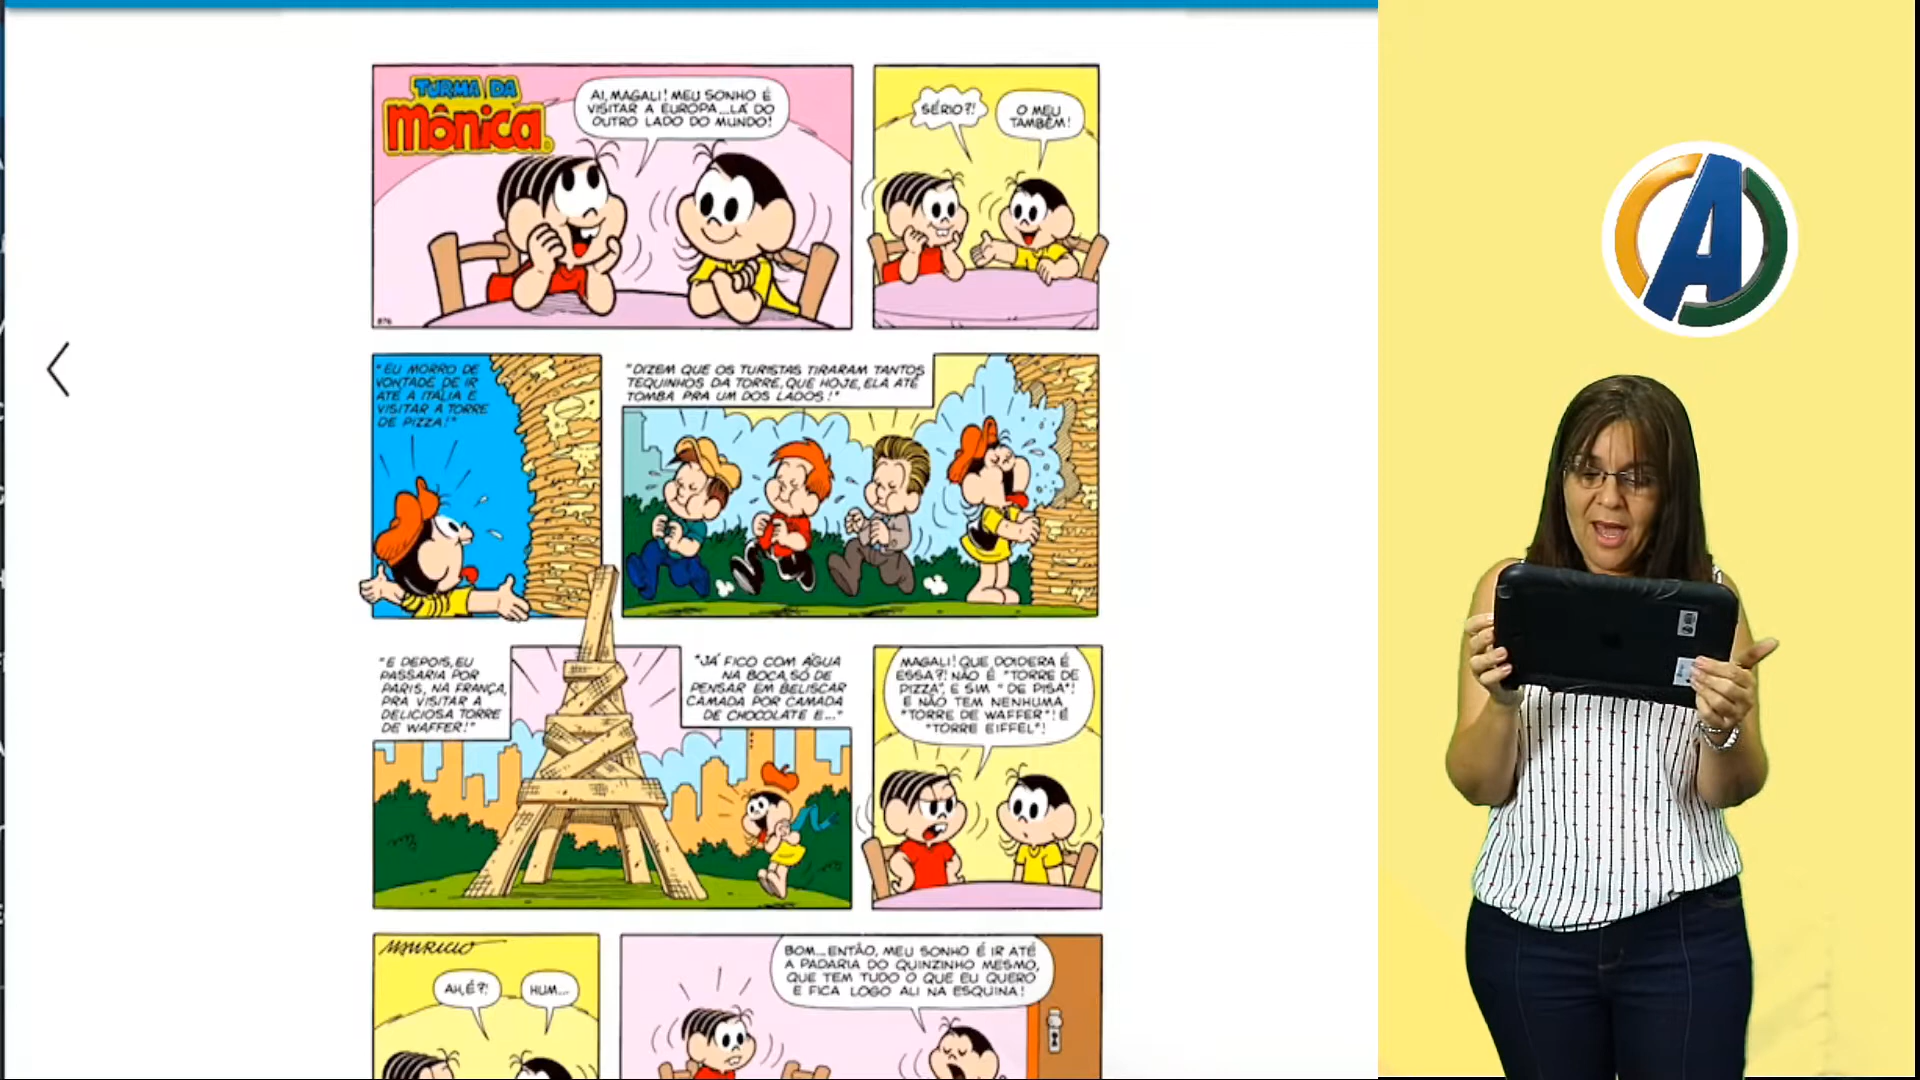 TURMA DA
Mônica
AI, MAGALI! MEU SONHO É
VISITAR A EUROPA...LÁ DO
OUTRO LADO DO MUNDO!
SÉRIO?!
O MEU
TAMBÉM!
"EU MORRO DE
VONTADE DE IR
ATÉ A ITÁLIA E
VISITAR A TORRE
DE PIZZA!"
"DIZEM QUE OS TURISTAS TIRARAM TANTOS
TEQUINHOS DA TORRE, QUE HOJE, ELA ATÉ
TOMBA PRA UM DOS LADOS!"
"E DEPOIS, EU
PASSARIA POR
PARIS, NA FRANÇA,
PRA VISITAR A
DELICIOSA TORRE
DE WAFFER!"
"JÁ FICO COM ÁGUA
NA BOCA, SÓ DE
PENSAR EM BELISCAR
CAMADA POR CAMADA
DE CHOCOLATE E..."
MAGALI! QUE DOIDERA É
ESSA?! NÃO É "TORRE DE
PIZZA", E SIM "DE PISA"!
E NÃO TEM NENHUMA
"TORRE DE WAFFER"! É
"TORRE EIFFEL"!
MAURICIO
AH, É?!
HUM...
BOM...ENTÃO, MEU SONHO É IR ATÉ
A PADARIA DO QUINZINHO MESMO,
QUE TEM TUDO O QUE EU QUERO
E FICA LOGO ALI NA ESQUINA!
A